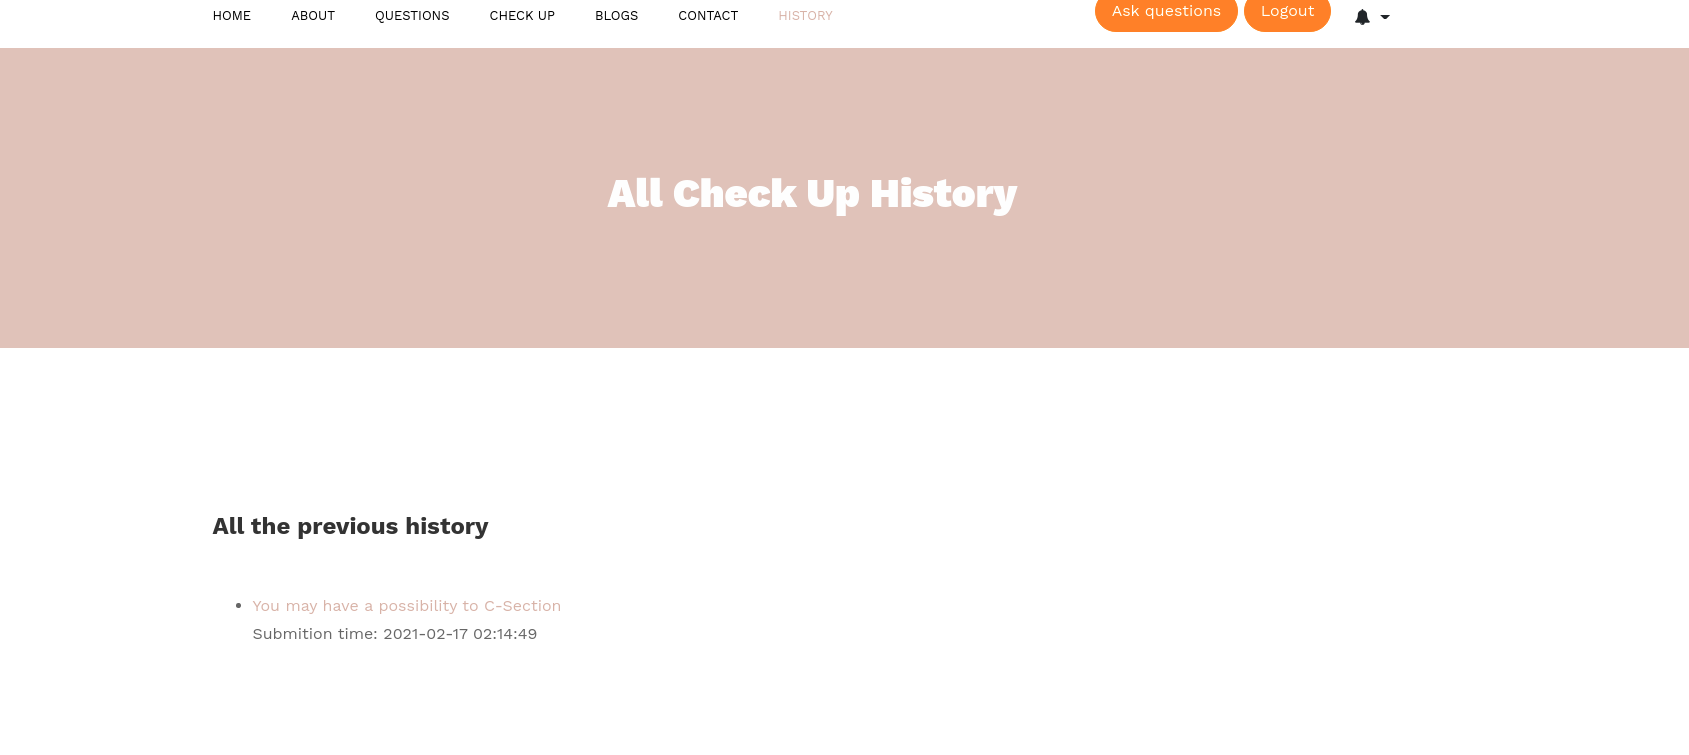 HOME ABOUT QUESTIONS CHECK UP BLOGS CONTACT HISTORY Ask questions Logout
All Check Up History
All the previous history
You may have a possibility to C-Section
Submition time: 2021-02-17 02:14:49